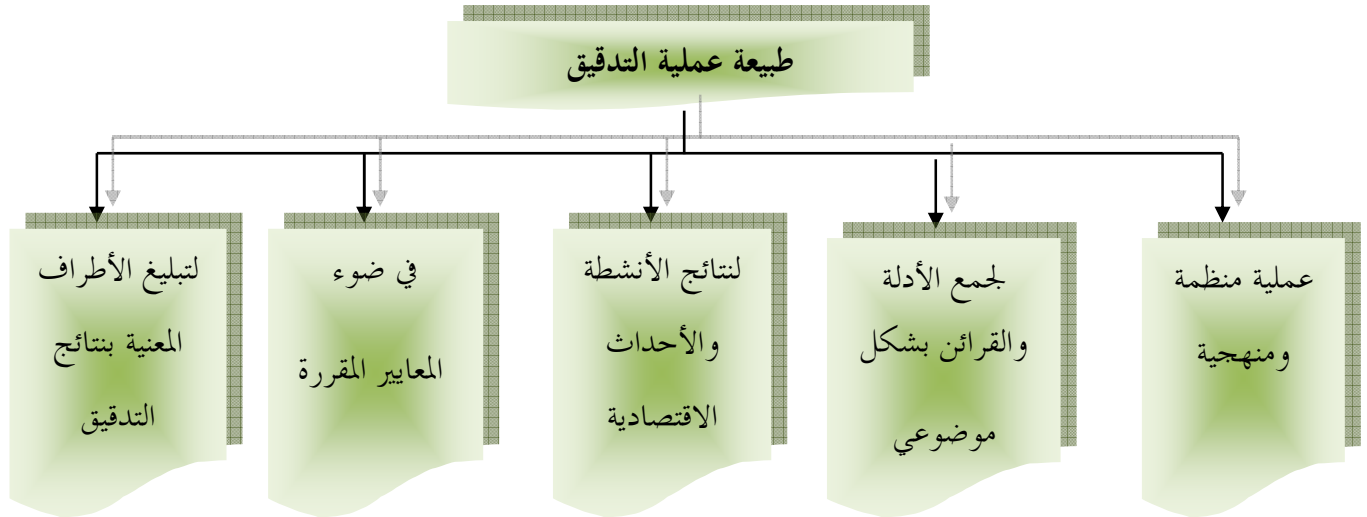 طبيعة عملية التدقيق
عملية منظمة
ومنهجية
لجمع الأدلة
والقرائن بشكل
موضوعي
لنتائج الأنشطة
والأحداث
الاقتصادية
في ضوء
المعايير المقررة
لتبليغ الأطراف
المعنية بنتائج
التدقيق